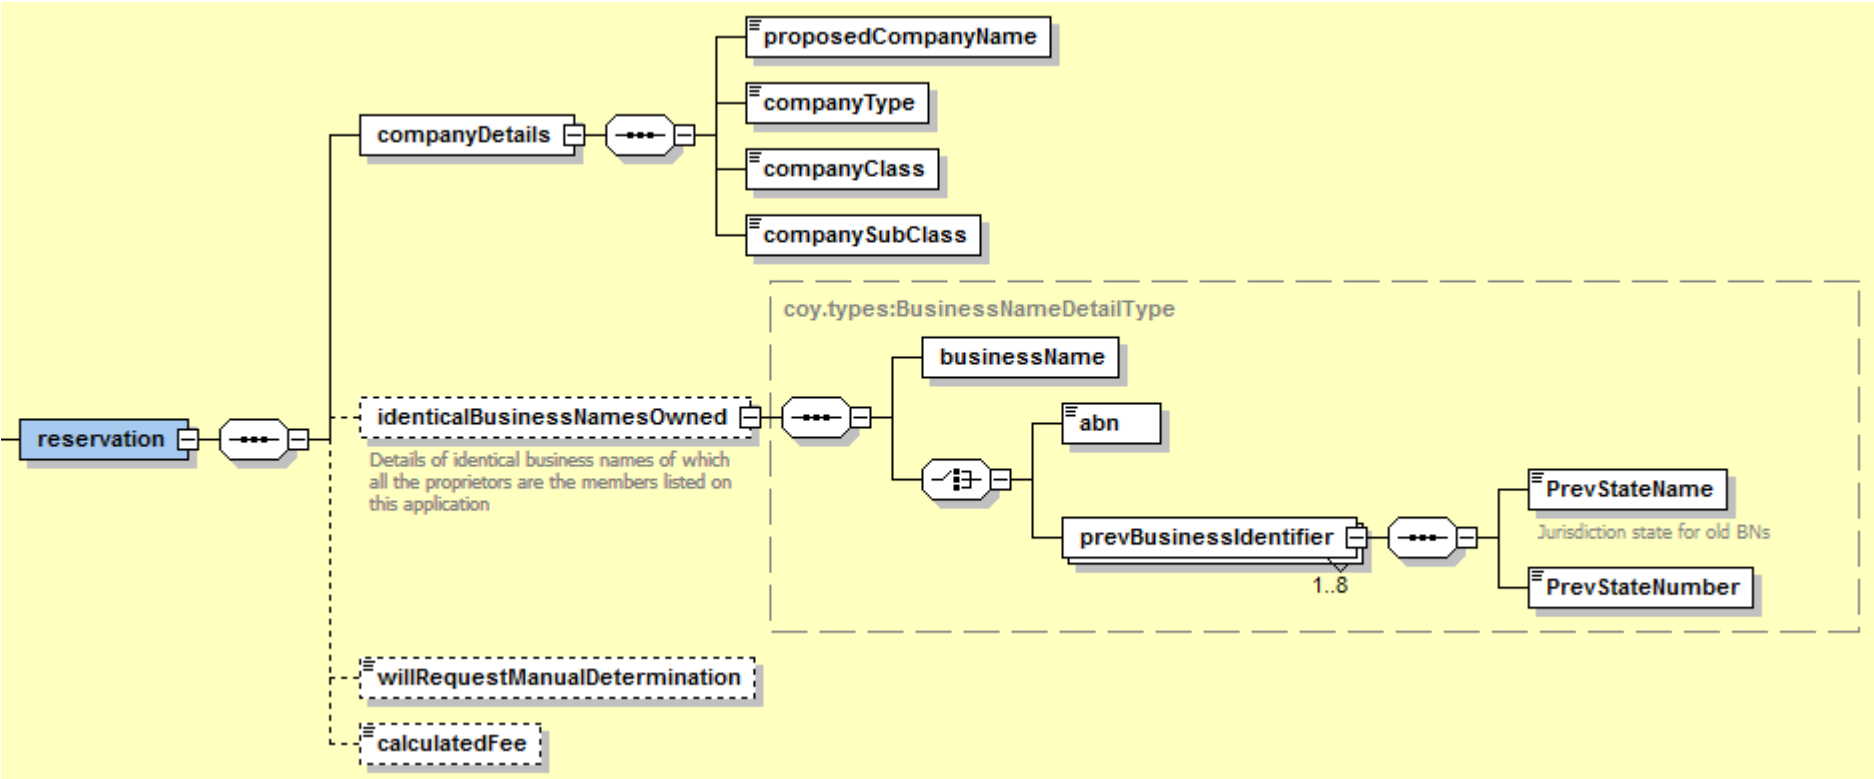 proposedCompanyName
companyType
companyDetails
companyClass
companySubClass
coy.types:BusinessNameDetailType
businessName
identicalBusinessNamesOwned
abn
reservation
Details of identical business names of which
all the proprietors are the members listed on
this application
PrevStateName
Jurisdiction state for old BNs
prevBusinessIdentifier
1..8
PrevStateNumber
willRequestManualDetermination
calculatedFee